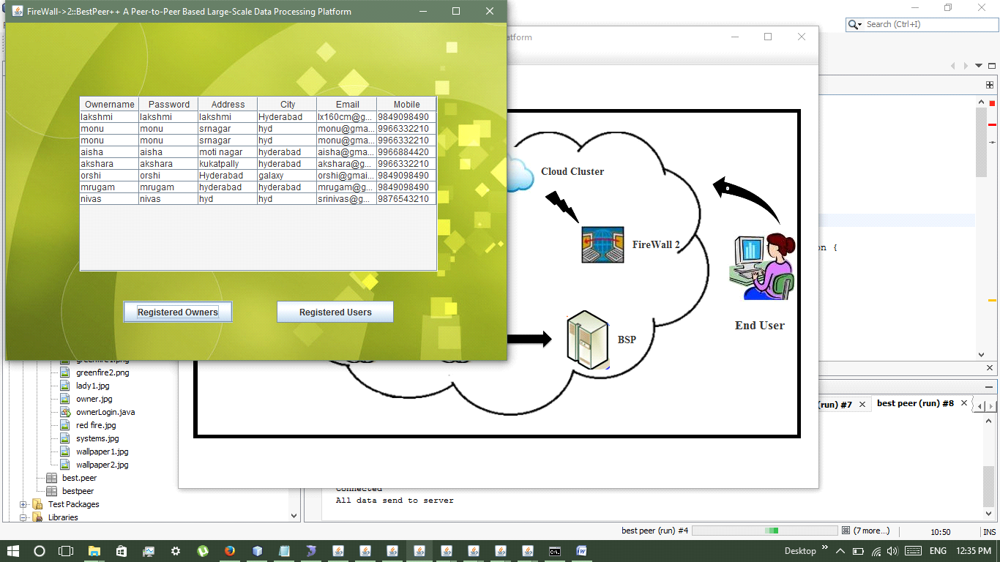 FireWall->2::BestPeer++ A Peer-to-Peer Based Large-Scale Data Processing Platform
Search (Ctrl+I)
Ownername Password Address City Email Mobile
lakshmi lakshmi lakshmi Hyderabad lx160cm@g... 9849098490
monu monu srnagar hyd monu@gma... 9966332210
monu monu srnagar hyd monu@gma... 9966332210
aisha aisha moti nagar hyderabad aisha@gma... 9966884420
akshara akshara kukatpally hyderabad akshara@g... 9966332210
orshi orshi Hyderabad galaxy orshi@gmai... 9849098490
mrugam mrugam hyderabad hyderabad mrugam@g... 9849098490
nivas nivas hyd hyd srinivas@g... 9876543210
Registered Owners Registered Users
Cloud Cluster
FireWall 2
End User
BSP
on {
greenfire1.png
greenfire2.png
lady1.jpg
owner.jpg
ownerLogin.java
red fire.jpg
systems.jpg
wallpaper1.jpg
wallpaper2.jpg
best.peer
bestpeer
Test Packages
Libraries
(run) #7 best peer (run) #8
Connected
All data send to server
best peer (run) #4 (7 more...) 10:50 INS
Desktop ENG 12:35 PM